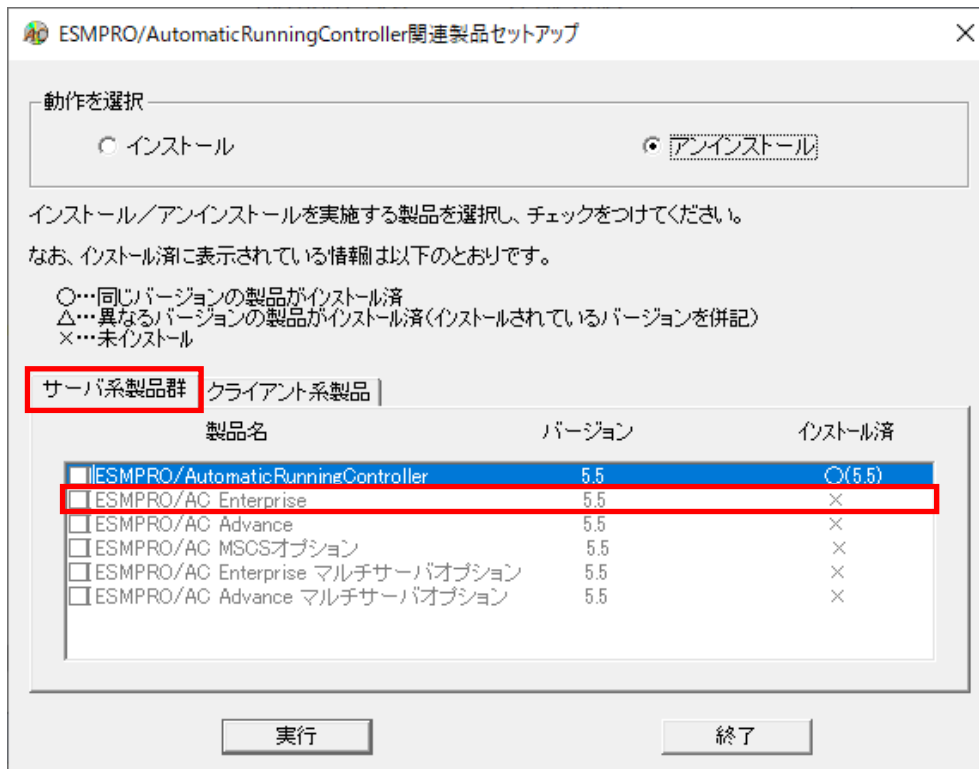 ESMPRO/AutomaticRunningController関連製品セットアップ
動作を選択
インストール アンインストール
インストール／アンインストールを実施する製品を選択し、チェックをつけてください。
なお、インストール済に表示されている情報は以下のとおりです。
○…同じバージョンの製品がインストール済
△…異なるバージョンの製品がインストール済(インストールされているバージョンを併記)
×…未インストール
サーバ系製品群 クライアント系製品
製品名 バージョン インストール済
ESMPRO/AutomaticRunningController 5.5 ○(5.5)
ESMPRO/AC Enterprise 5.5 ×
ESMPRO/AC Advance 5.5 ×
ESMPRO/AC MSCSオプション 5.5 ×
ESMPRO/AC Enterprise マルチサーバオプション 5.5 ×
ESMPRO/AC Advance マルチサーバオプション 5.5 ×
実行 終了